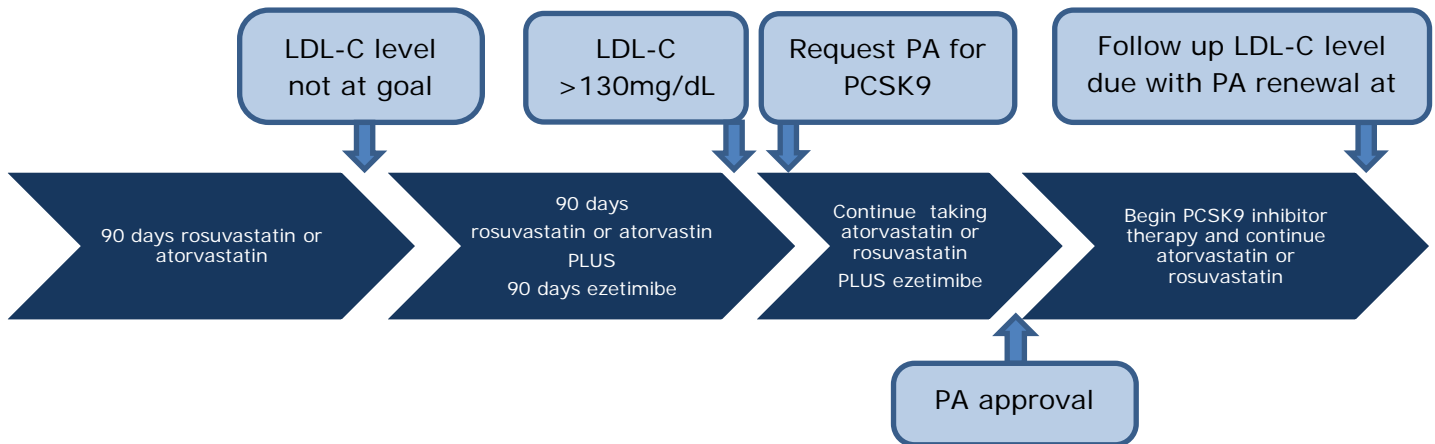 LDL-C level
not at goal
LDL-C
>130mg/dL
Request PA for
PCSK9
Follow up LDL-C level
due with PA renewal at
90 days rosuvastatin or
atorvastatin
90 days
rosuvastatin or atorvastin
PLUS
90 days ezetimibe
Continue taking
atorvastatin or
rosuvastatin
PLUS ezetimibe
Begin PCSK9 inhibitor
therapy and continue
atorvastatin or
rosuvastatin
PA approval